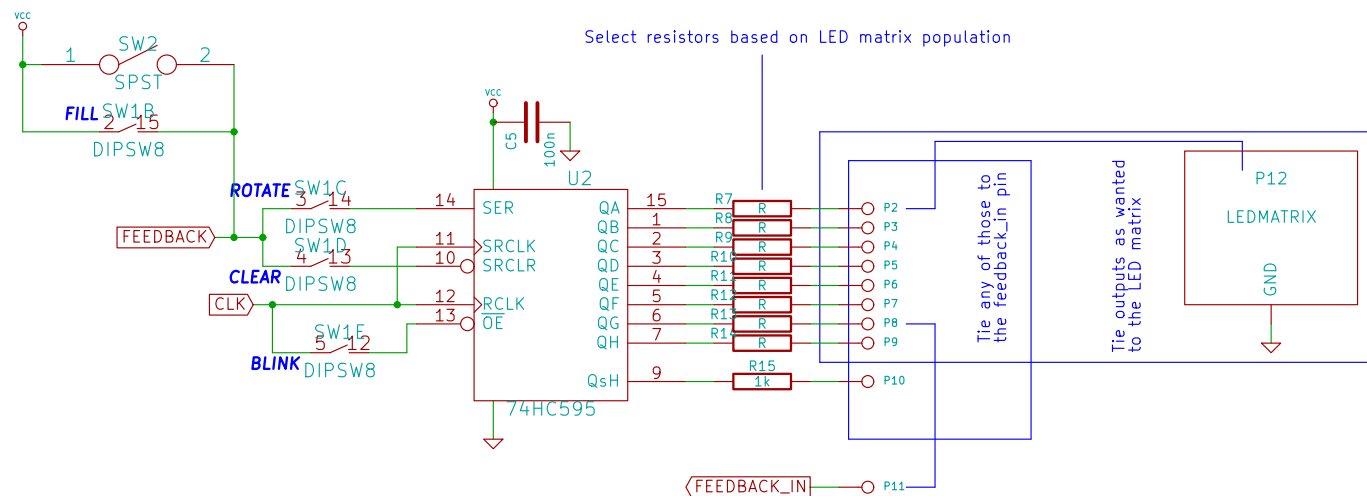 VCC
SW2
1
2
SPST
FILL
SW1B
2
15
DIPSW8
ROTATE
SW1C
3
14
DIPSW8
FEEDBACK
SW1D
4
13
CLEAR
DIPSW8
CLK
SW1E
5
12
BLINK
DIPSW8
VCC
C5
100n
U2
14
SER
11
SRCLK
10
SRCLR
12
RCLK
13
OE
74HC595
QA
15
QB
1
QC
2
QD
3
QE
4
QF
5
QG
6
QH
7
QsH
9
Select resistors based on LED matrix population
R7
R
R8
R
R9
R
R10
R
R11
R
R12
R
R13
R
R14
R
R15
1k
P2
P3
P4
P5
P6
P7
P8
P9
P10
FEEDBACK_IN
P11
Tie any of those to
the feedback_in pin
Tie outputs as wanted
to the LED matrix
P12
LEDMATRIX
GND